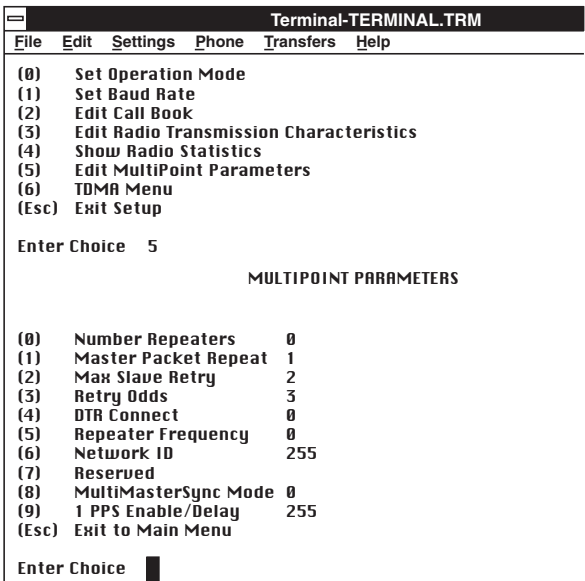 Terminal-TERMINAL.TRM
File Edit Settings Phone Transfers Help
(0) Set Operation Mode
(1) Set Baud Rate
(2) Edit Call Book
(3) Edit Radio Transmission Characteristics
(4) Show Radio Statistics
(5) Edit MultiPoint Parameters
(6) TDMA Menu
(Esc) Exit Setup
Enter Choice 5
MULTIPOINT PARAMETERS
(0) Number Repeaters 0
(1) Master Packet Repeat 1
(2) Max Slave Retry 2
(3) Retry Odds 3
(4) DTR Connect 0
(5) Repeater Frequency 0
(6) Network ID 255
(7) Reserved
(8) MultiMasterSync Mode 0
(9) 1 PPS Enable/Delay 255
(Esc) Exit to Main Menu
Enter Choice